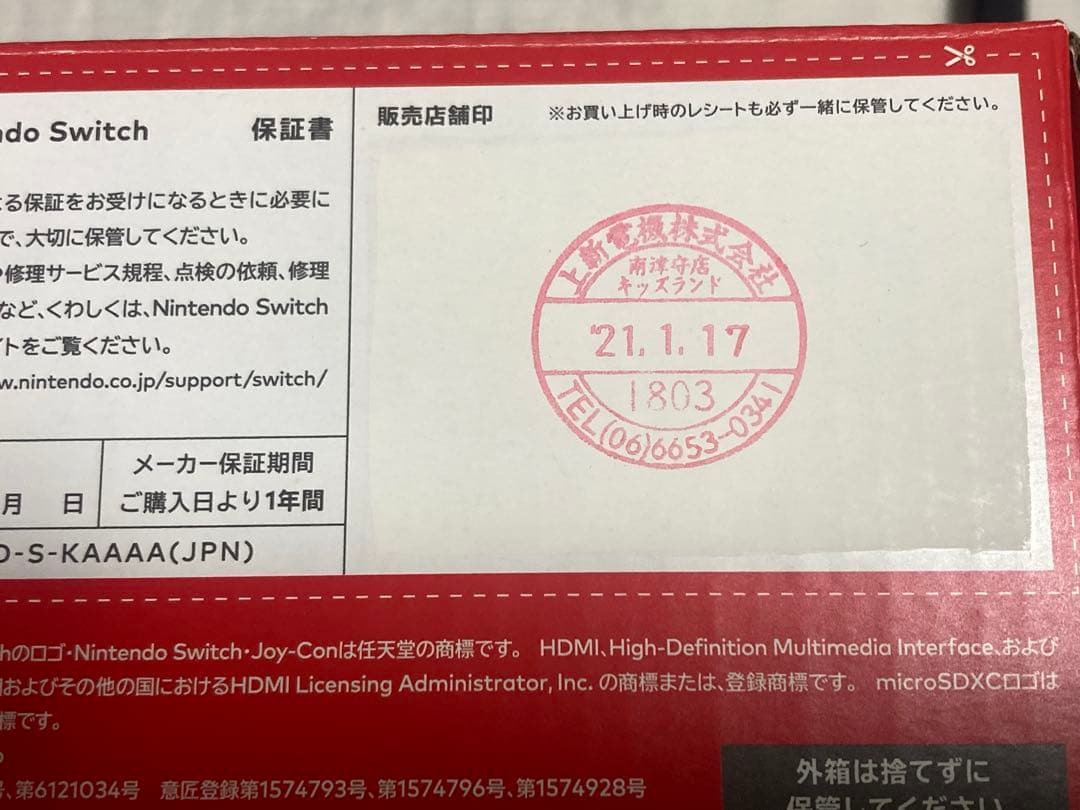 ndo Switch 保証書
る保証をお受けになるときに必要に
で、大切に保管してください。
修理サービス規程、点検の依頼、修理
など、くわしくは、Nintendo Switch
トをご覧ください。
w.nintendo.co.jp/support/switch/
月 日
メーカー保証期間
ご購入日より1年間
-S-KAAAA(JPN)
販売店舗印
※お買い上げ時のレシートも必ず一緒に保管してください。
上新電機株式会社
南津守店
キッズランド
'21.1.17
1803
TEL(06)6653-0341
hのロゴ・Nintendo Switch・Joy-Conは任天堂の商標です。 HDMI、High-Definition Multimedia Interface、および
およびその他の国におけるHDMI Licensing Administrator, Inc. の商標または、登録商標です。 microSDXCロゴは
標です。
号、第6121034号 意匠登録第1574793号、第1574796号、第1574928号
外箱は捨てずに
保管してください